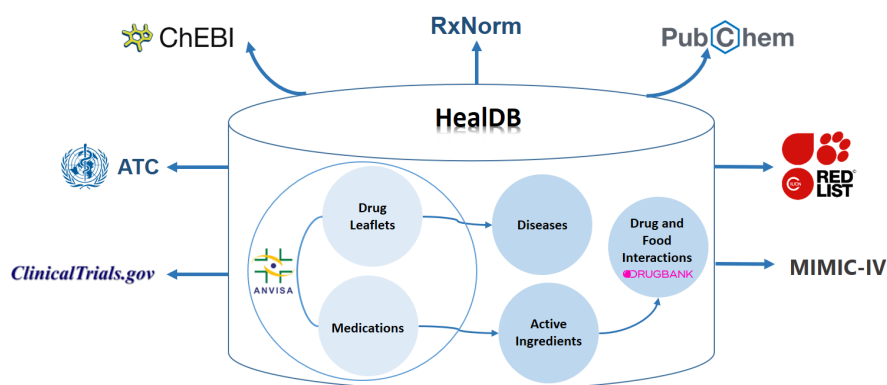 ChEBI
RxNorm
PubChem
HealDB
ATC
IUCN
RED
LIST
©
Drug
Leaflets
Diseases
Drug and
Food
Interactions
DRUGBANK
ANVISA
ClinicalTrials.gov
MIMIC-IV
Medications
Active
Ingredients